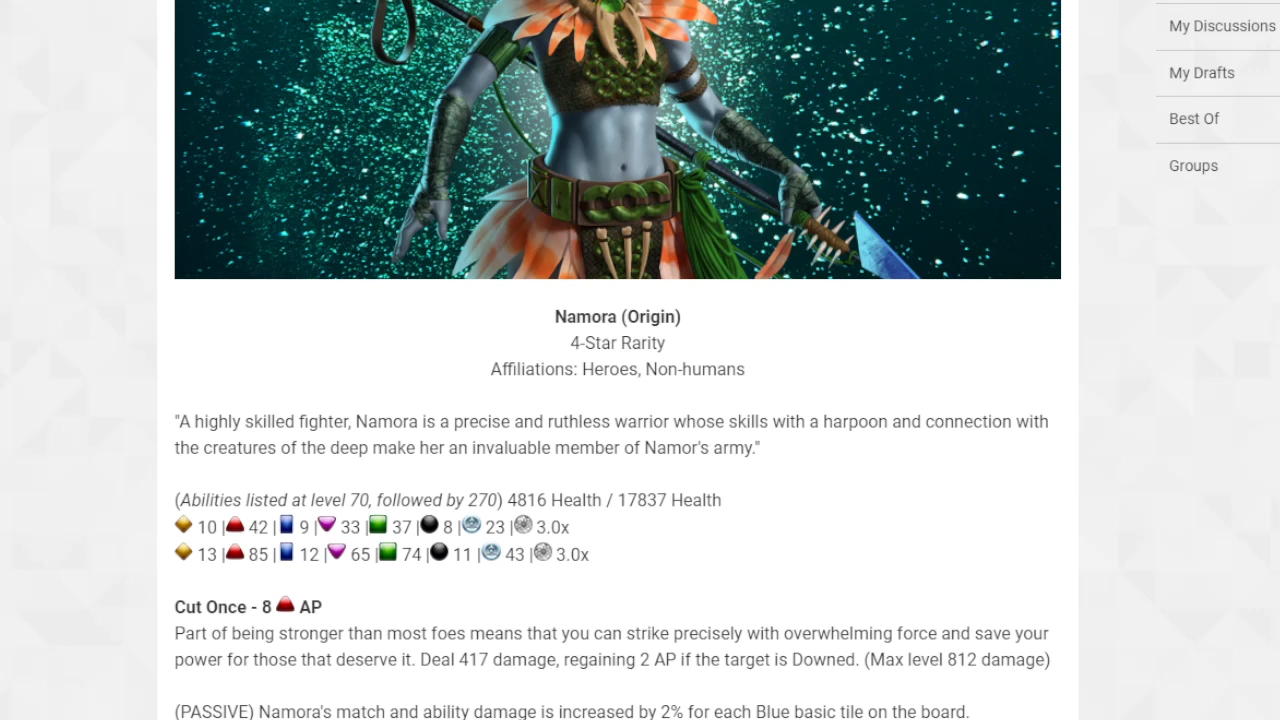 My Discussions
My Drafts
Best Of
Groups
Namora (Origin)
4-Star Rarity
Affiliations: Heroes, Non-humans
"A highly skilled fighter, Namora is a precise and ruthless warrior whose skills with a harpoon and connection with
the creatures of the deep make her an invaluable member of Namor's army."
(Abilities listed at level 70, followed by 270) 4816 Health / 17837 Health
10 | 42 | 9 | 33 | 37 | 8 | 23 | 3.0x
13 | 85 | 12 | 65 | 74 | 11 | 43 | 3.0x
Cut Once - 8 AP
Part of being stronger than most foes means that you can strike precisely with overwhelming force and save your
power for those that deserve it. Deal 417 damage, regaining 2 AP if the target is Downed. (Max level 812 damage)
(PASSIVE) Namora's match and ability damage is increased by 2% for each Blue basic tile on the board.